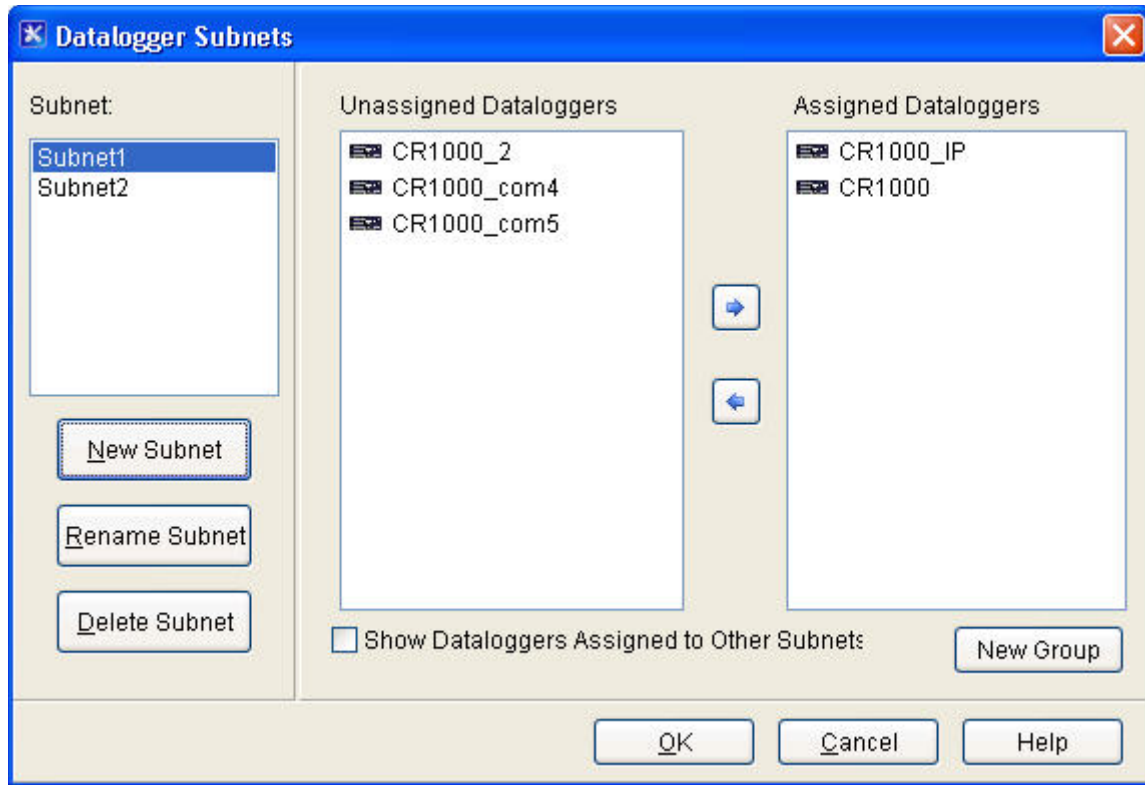 Datalogger Subnets
Subnet:
Subnet1
Subnet2
New Subnet
Rename Subnet
Delete Subnet
Unassigned Dataloggers
CR1000_2
CR1000_com4
CR1000_com5
Assigned Dataloggers
CR1000_IP
CR1000
Show Dataloggers Assigned to Other Subnets
New Group
OK
Cancel
Help